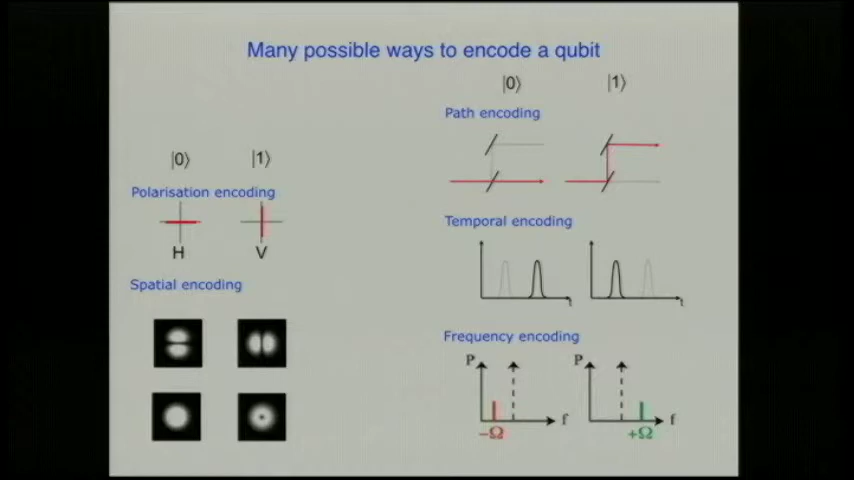 Many possible ways to encode a qubit
|0⟩ |1⟩
Polarisation encoding
H V
Spatial encoding
|0⟩ |1⟩
Path encoding
Temporal encoding
t t
Frequency encoding
P P
f f
−Ω +Ω